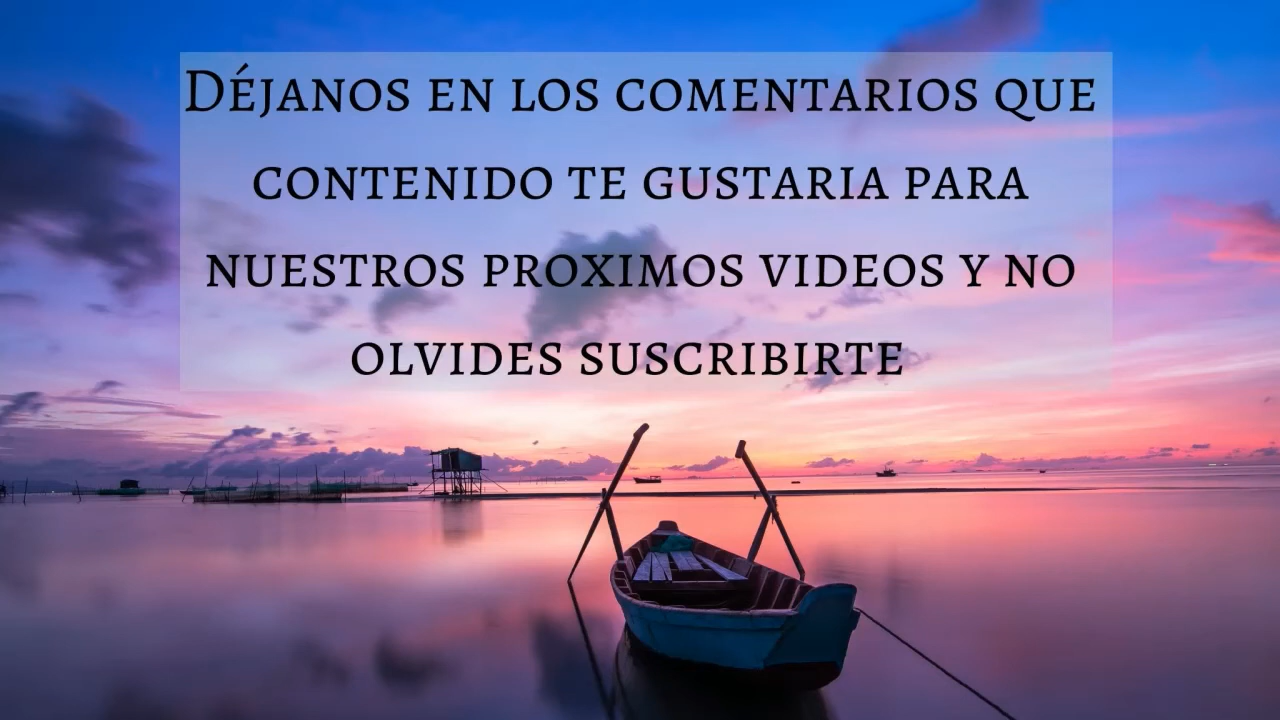 Déjanos en los comentarios que
contenido te gustaria para
nuestros proximos videos y no
olvides suscribirte